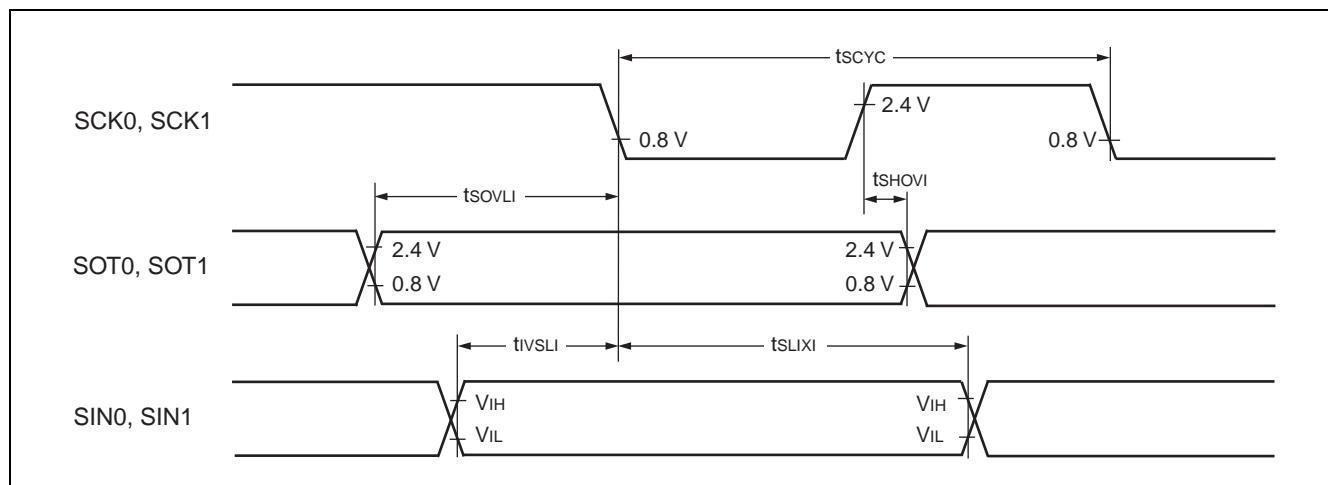 tSCYC
SCK0, SCK1
2.4 V
0.8 V
0.8 V
tSHOVI
tSOVLI
SOT0, SOT1
2.4 V
2.4 V
0.8 V
0.8 V
tIVSLI
tSLIXI
SIN0, SIN1
VIH
VIH
VIL
VIL